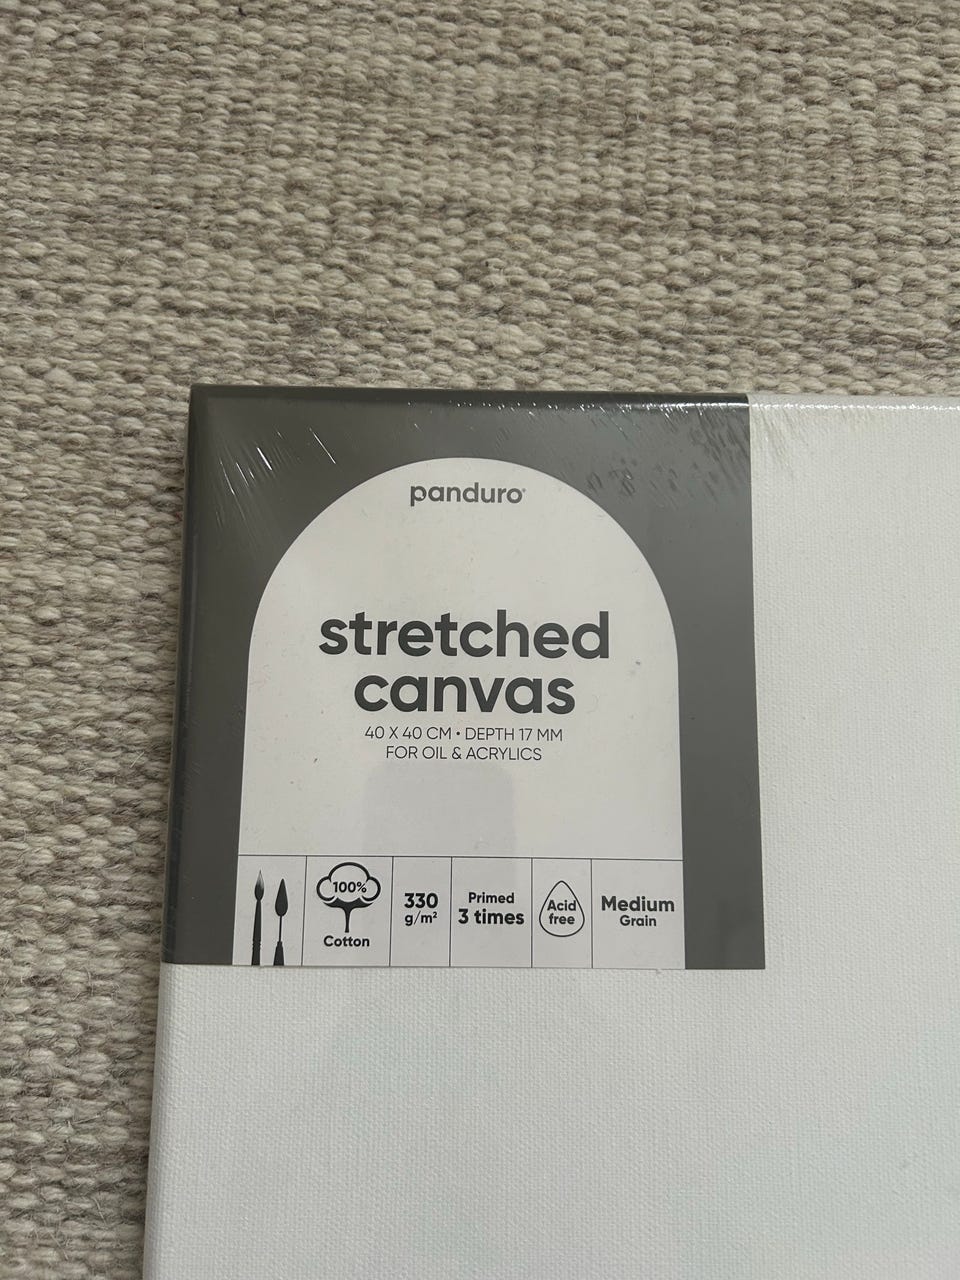 panduro®
stretched
canvas
40 X 40 CM • DEPTH 17 MM
FOR OIL & ACRYLICS
100%
Cotton
330
g/m²
Primed
3 times
Acid
free
Medium
Grain